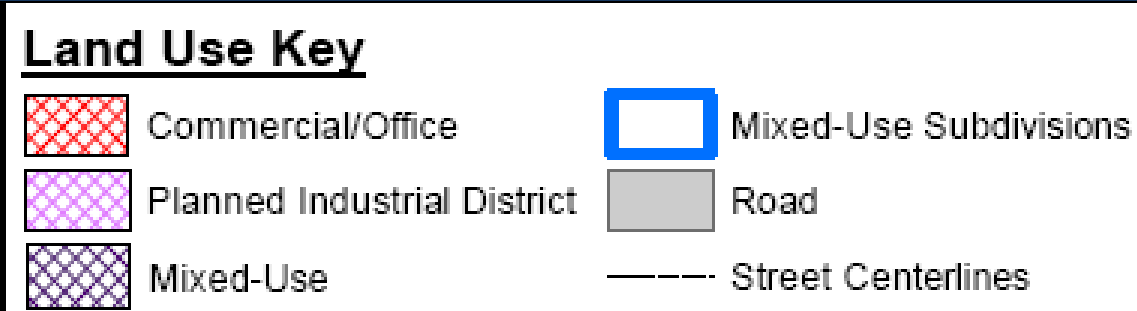 Land Use Key
Commercial/Office
Planned Industrial District
Mixed-Use
Mixed-Use Subdivisions
Road
Street Centerlines